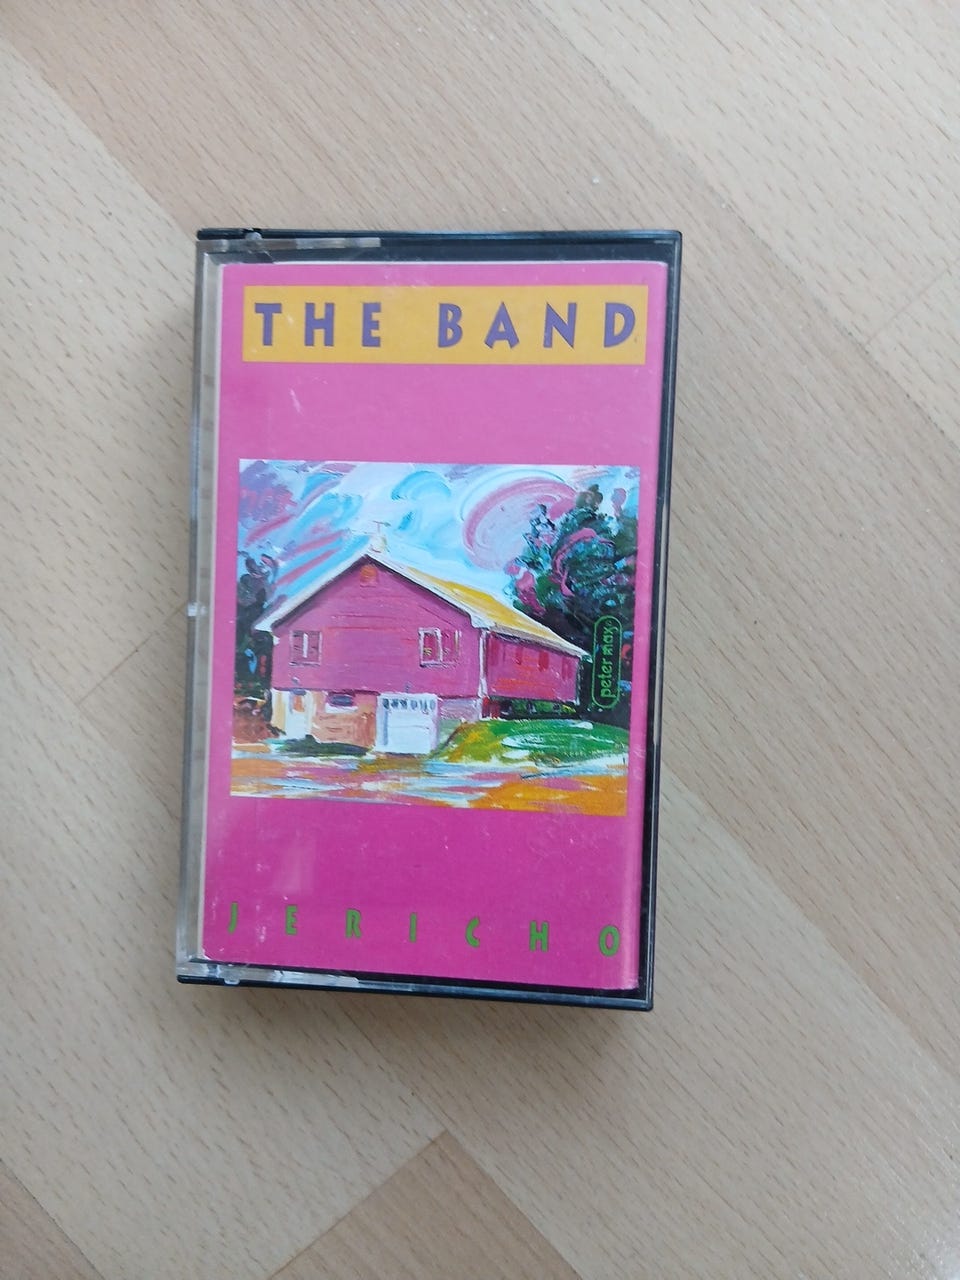 THE BAND
peter max©
JERICHO